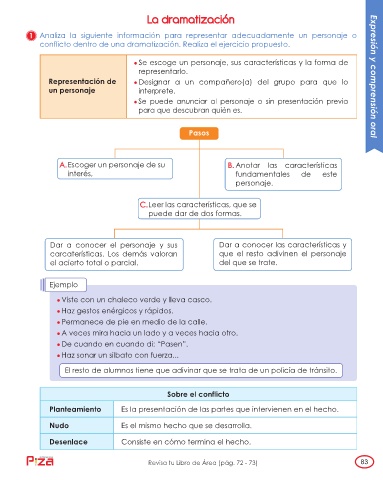 La dramatización
1 Analiza la siguiente información para representar adecuadamente un personaje o
conflicto dentro de una dramatización. Realiza el ejercicio propuesto.
Expresión y comprensión oral
Representación de
un personaje
• Se escoge un personaje, sus características y la forma de
representarlo.
• Designar a un compañero(a) del grupo para que lo
interprete.
• Se puede anunciar al personaje o sin presentación previa
para que descubran quién es.
Pasos
A. Escoger un personaje de su
interés.
B. Anotar las características
fundamentales de este
personaje.
C. Leer las características, que se
puede dar de dos formas.
Dar a conocer el personaje y sus
carcaterísticas. Los demás valoran
el acierto total o parcial.
Dar a conocer las características y
que el resto adivinen el personaje
del que se trate.
Ejemplo
• Viste con un chaleco verde y lleva casco.
• Haz gestos enérgicos y rápidos.
• Permanece de pie en medio de la calle.
• A veces mira hacia un lado y a veces hacia otro.
• De cuando en cuando di: “Pasen”.
• Haz sonar un silbato con fuerza...
El resto de alumnos tiene que adivinar que se trata de un policía de tránsito.
Sobre el conflicto
Planteamiento Es la presentación de las partes que intervienen en el hecho.
Nudo Es el mismo hecho que se desarrolla.
Desenlace Consiste en cómo termina el hecho.
Revisa tu Libro de Área (pág. 72 - 73)
83